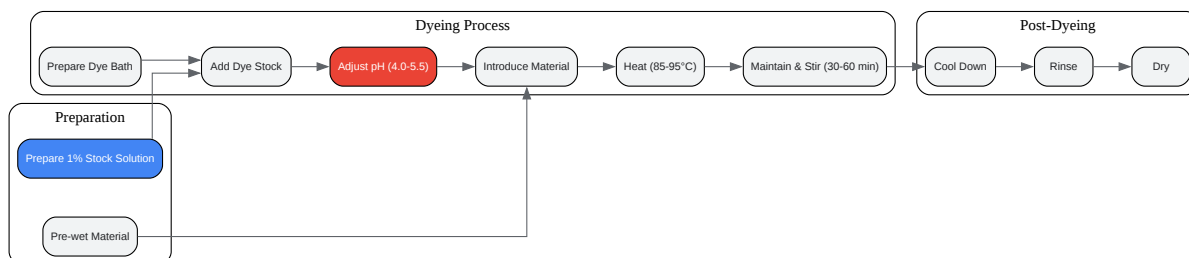 Dyeing Process
Prepare Dye Bath
Add Dye Stock
Adjust pH (4.0-5.5)
Introduce Material
Heat (85-95°C)
Maintain & Stir (30-60 min)
Post-Dyeing
Cool Down
Rinse
Dry
Preparation
Prepare 1% Stock Solution
Pre-wet Material